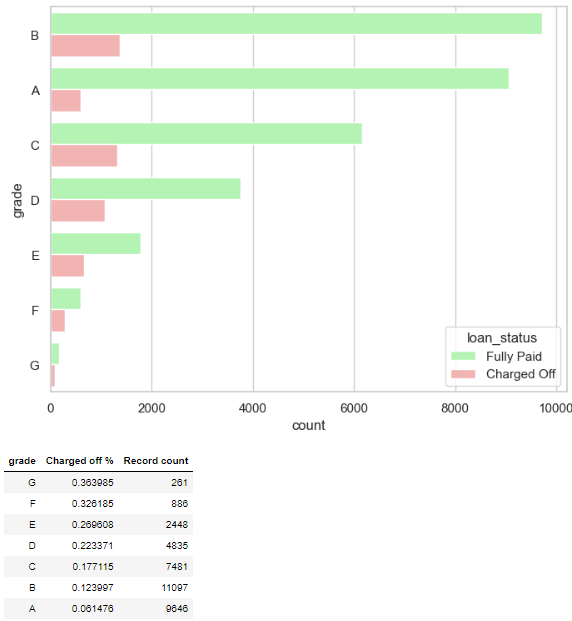 B
A
C
D
E
F
G
grade
0 2000 4000 6000 8000 10000
count
loan_status
Fully Paid
Charged Off
grade Charged off % Record count
G 0.363985 261
F 0.326185 886
E 0.269608 2448
D 0.223371 4835
C 0.177115 7481
B 0.123997 11097
A 0.061476 9646